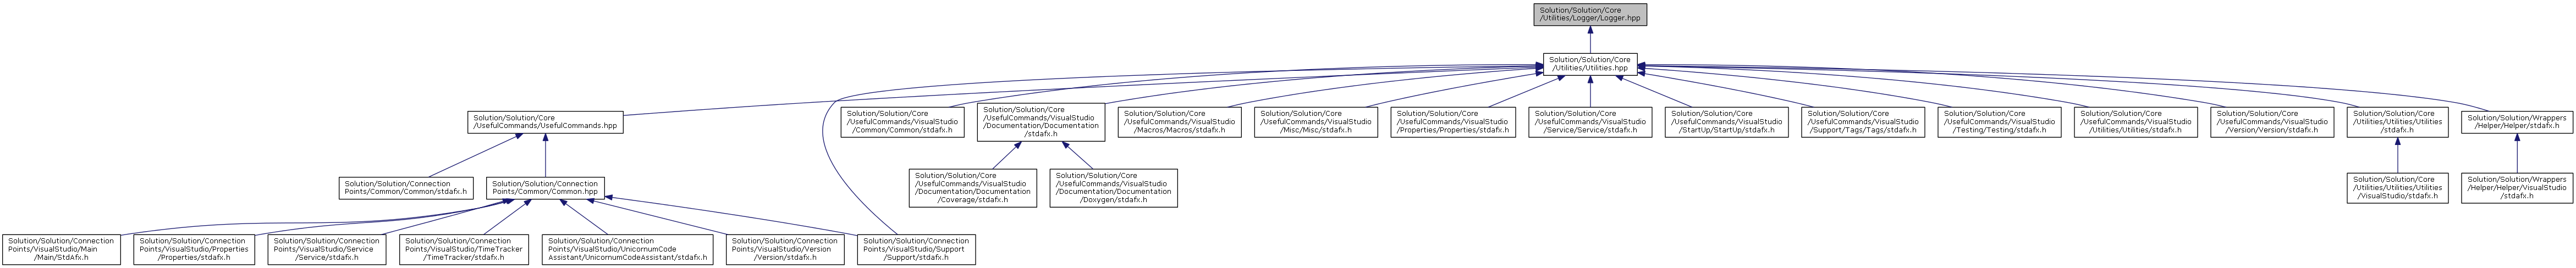 Solution/Solution/Core
/Utilities/Logger/Logger.hpp
Solution/Solution/Core
/Utilities/Utilities.hpp
Solution/Solution/Core
/UsefulCommands/UsefulCommands.hpp
Solution/Solution/Core
/UsefulCommands/VisualStudio
/Common/Common/stdafx.h
Solution/Solution/Core
/UsefulCommands/VisualStudio
/Documentation/Documentation
/stdafx.h
Solution/Solution/Core
/UsefulCommands/VisualStudio
/Macros/Macros/stdafx.h
Solution/Solution/Core
/UsefulCommands/VisualStudio
/Misc/Misc/stdafx.h
Solution/Solution/Core
/UsefulCommands/VisualStudio
/Properties/Properties/stdafx.h
Solution/Solution/Core
/UsefulCommands/VisualStudio
/Service/Service/stdafx.h
Solution/Solution/Core
/UsefulCommands/VisualStudio
/StartUp/StartUp/stdafx.h
Solution/Solution/Core
/UsefulCommands/VisualStudio
/Support/Tags/Tags/stdafx.h
Solution/Solution/Core
/UsefulCommands/VisualStudio
/Testing/Testing/stdafx.h
Solution/Solution/Core
/UsefulCommands/VisualStudio
/Utilities/Utilities/stdafx.h
Solution/Solution/Core
/UsefulCommands/VisualStudio
/Version/Version/stdafx.h
Solution/Solution/Core
/Utilities/Utilities/Utilities
/stdafx.h
Solution/Solution/Wrappers
/Helper/Helper/stdafx.h
Solution/Solution/Connection
Points/Common/Common/stdafx.h
Solution/Solution/Connection
Points/Common/Common.hpp
Solution/Solution/Core
/UsefulCommands/VisualStudio
/Documentation/Documentation
/Coverage/stdafx.h
Solution/Solution/Core
/UsefulCommands/VisualStudio
/Documentation/Documentation
/Doxygen/stdafx.h
Solution/Solution/Core
/Utilities/Utilities/Utilities
/VisualStudio/stdafx.h
Solution/Solution/Wrappers
/Helper/Helper/VisualStudio
/stdafx.h
Solution/Solution/Connection
Points/VisualStudio/Main
/Main/StdAfx.h
Solution/Solution/Connection
Points/VisualStudio/Properties
/Properties/stdafx.h
Solution/Solution/Connection
Points/VisualStudio/Service
/Service/stdafx.h
Solution/Solution/Connection
Points/VisualStudio/TimeTracker
/TimeTracker/stdafx.h
Solution/Solution/Connection
Points/VisualStudio/UnicornumCode
Assistant/UnicornumCodeAssistant/stdafx.h
Solution/Solution/Connection
Points/VisualStudio/Version
/Version/stdafx.h
Solution/Solution/Connection
Points/VisualStudio/Support
/Support/stdafx.h